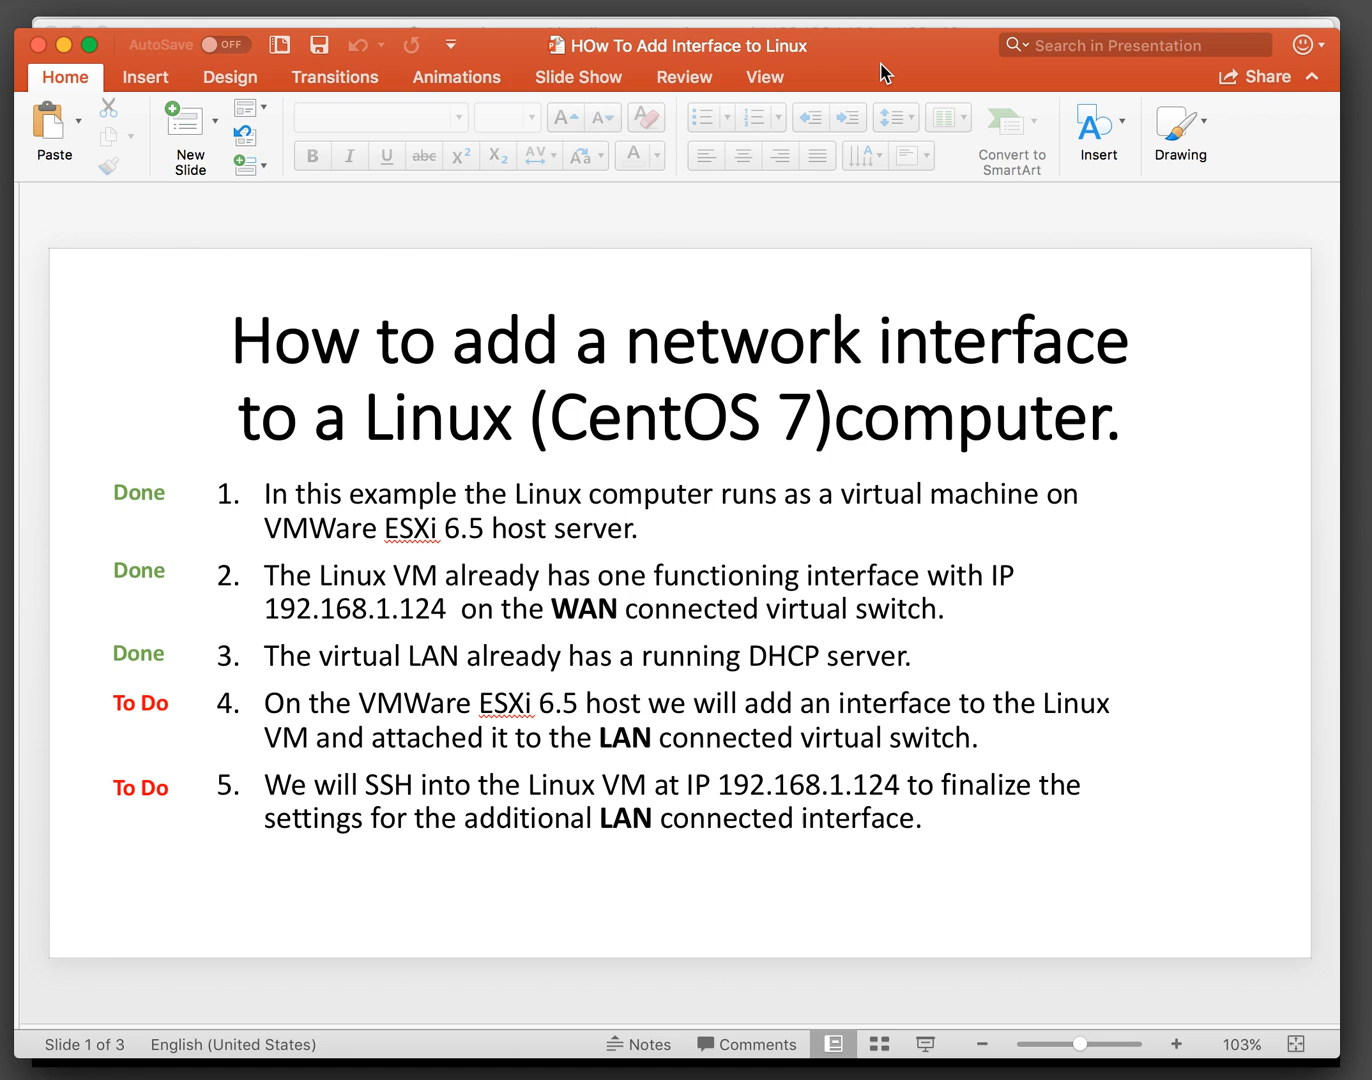 AutoSave OFF
HOw To Add Interface to Linux
Search in Presentation
Home Insert Design Transitions Animations Slide Show Review View Share
Paste
New
Slide
A A
B I U abc X² X₂ AV Aa A
Convert to
SmartArt
Insert
Drawing
How to add a network interface
to a Linux (CentOS 7)computer.
Done 1. In this example the Linux computer runs as a virtual machine on
VMWare ESXi 6.5 host server.
Done 2. The Linux VM already has one functioning interface with IP
192.168.1.124 on the WAN connected virtual switch.
Done 3. The virtual LAN already has a running DHCP server.
To Do 4. On the VMWare ESXi 6.5 host we will add an interface to the Linux
VM and attached it to the LAN connected virtual switch.
To Do 5. We will SSH into the Linux VM at IP 192.168.1.124 to finalize the
settings for the additional LAN connected interface.
Slide 1 of 3 English (United States) Notes Comments 103%